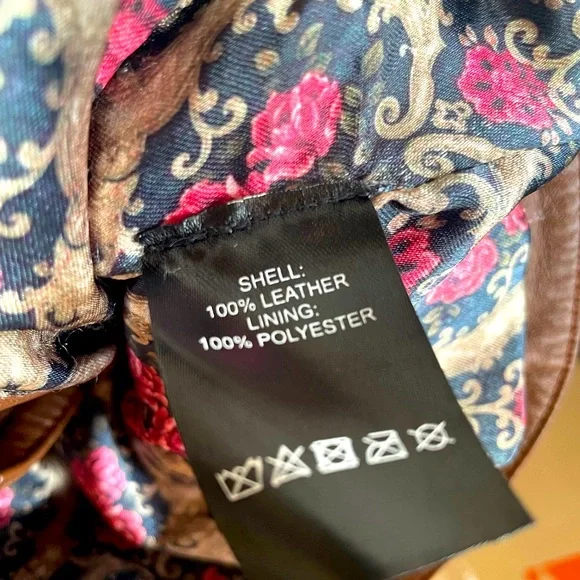 SHELL:
100% LEATHER
LINING:
100% POLYESTER